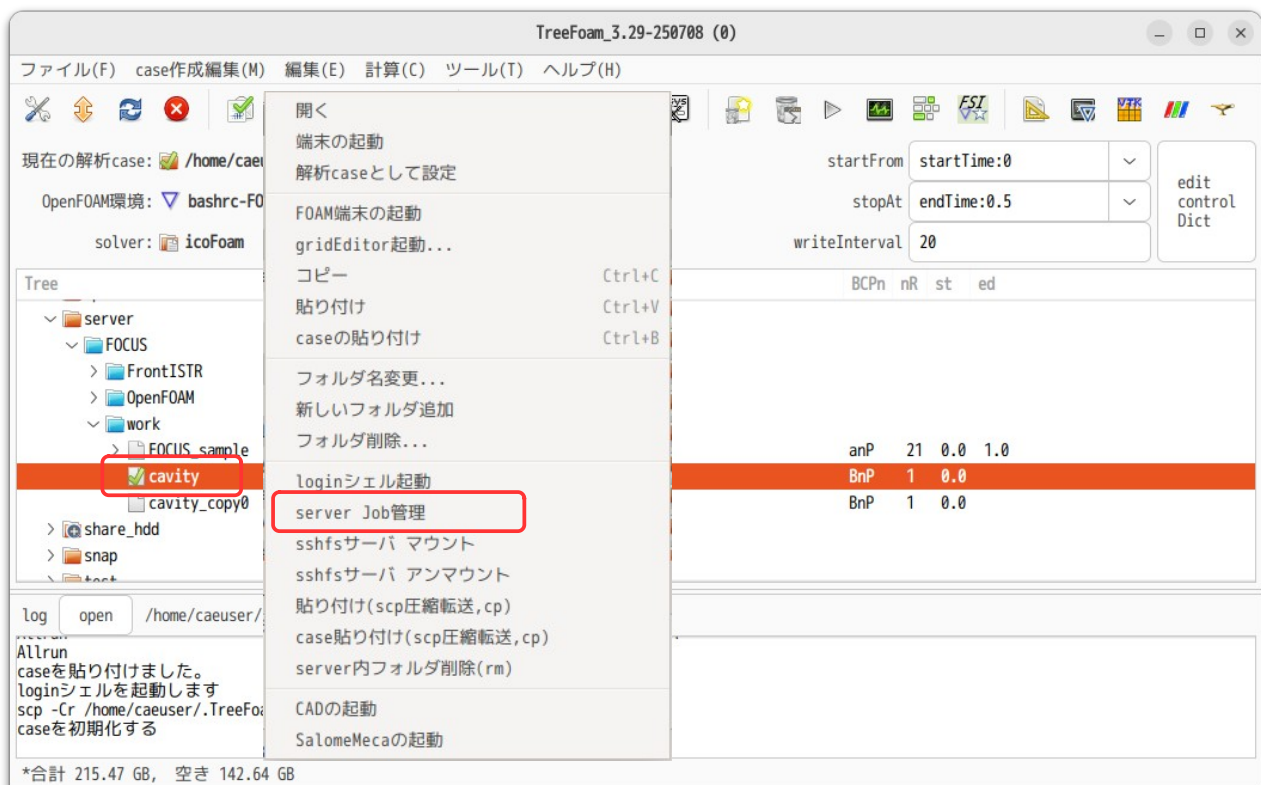 TreeFoam_3.29-250708 (0)
ファイル(F) case作成編集(M) 編集(E) 計算(C) ツール(T) ヘルプ(H)
FSI
VTK
現在の解析case: /home/caeu
startFrom startTime:0
edit
control
Dict
OpenFOAM環境: bashrc-FO
stopAt endTime:0.5
solver: icoFoam
writeInterval 20
Tree
BCPn nR st ed
server
FOCUS
FrontISTR
OpenFOAM
work
FOCUS_sample
anP 21 0.0 1.0
cavity
BnP 1 0.0
cavity_copy0
BnP 1 0.0
share_hdd
snap
開く
端末の起動
解析caseとして設定
FOAM端末の起動
gridEditor起動...
コピー Ctrl+C
貼り付け Ctrl+V
caseの貼り付け Ctrl+B
フォルダ名変更...
新しいフォルダ追加
フォルダ削除...
loginシェル起動
server Job管理
sshfsサーバ マウント
sshfsサーバ アンマウント
貼り付け(scp圧縮転送,cp)
case貼り付け(scp圧縮転送,cp)
server内フォルダ削除(rm)
CADの起動
SalomeMecaの起動
log open /home/caeuser/
Allrun
caseを貼り付けました。
loginシェルを起動します
scp -Cr /home/caeuser/.TreeFoa
caseを初期化する
*合計 215.47 GB, 空き 142.64 GB